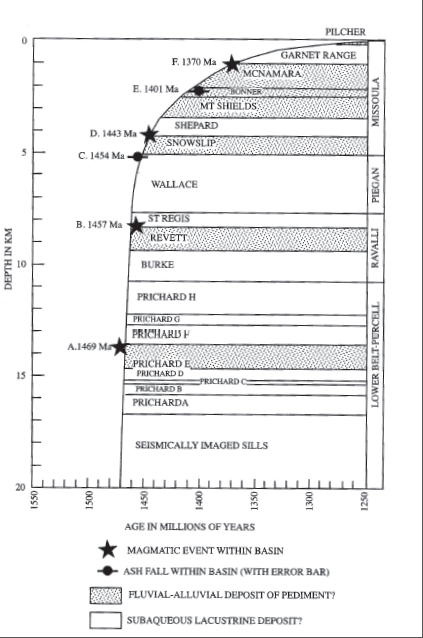 PILCHER
0
GARNET RANGE
F. 1370 Ma
MCNAMARA
E. 1401 Ma
BONNER
MT SHIELDS
MISSOULA
SHEPARD
D. 1443 Ma
SNOWSLIP
5
C. 1454 Ma
WALLACE
PIEGAN
ST REGIS
B. 1457 Ma
REVETT
RAVALLI
10
BURKE
DEPTH IN KM
PRICHARD H
PRICHARD G
PRICHARD F
A.1469 Ma
PRICHARD E
15
PRICHARD D
PRICHARD C
PRICHARD B
PRICHARDA
LOWER BELT-PERCELL
SEISMICALLY IMAGED SILLS
20
1550
1500
1450
1400
1350
1300
1250
AGE IN MILLIONS OF YEARS
MAGMATIC EVENT WITHIN BASIN
ASH FALL WITHIN BASIN (WITH ERROR BAR)
FLUVIAL-ALLUVIAL DEPOSIT OF PEDIMENT?
SUBAQUEOUS LACUSTRINE DEPOSIT?